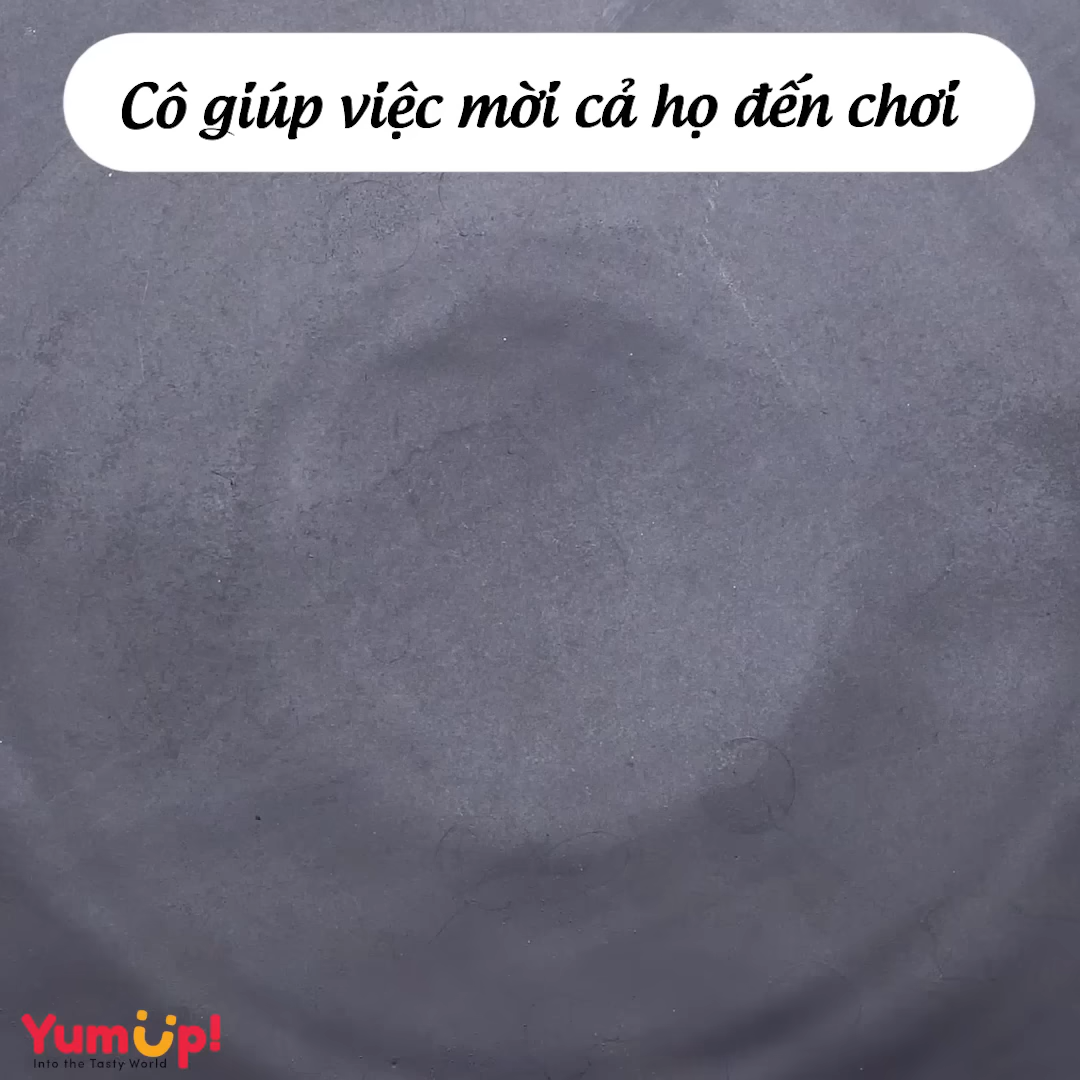 Cô giúp việc mời cả họ đến chơi
YumUp!
Into the Tasty World